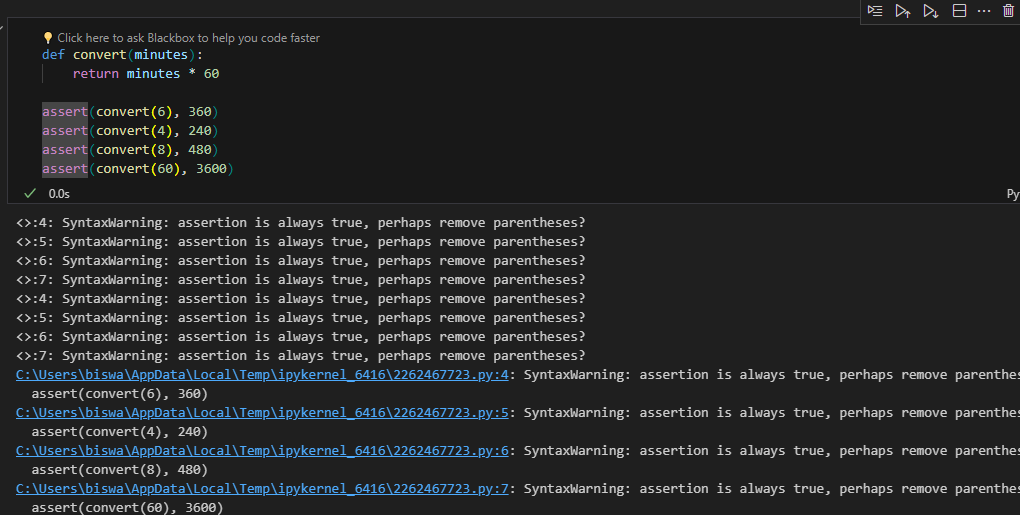 Click here to ask Blackbox to help you code faster
def convert(minutes):
    return minutes * 60
assert(convert(6), 360)
assert(convert(4), 240)
assert(convert(8), 480)
assert(convert(60), 3600)
0.0s
Py
<>:4: SyntaxWarning: assertion is always true, perhaps remove parentheses?
<>:5: SyntaxWarning: assertion is always true, perhaps remove parentheses?
<>:6: SyntaxWarning: assertion is always true, perhaps remove parentheses?
<>:7: SyntaxWarning: assertion is always true, perhaps remove parentheses?
<>:4: SyntaxWarning: assertion is always true, perhaps remove parentheses?
<>:5: SyntaxWarning: assertion is always true, perhaps remove parentheses?
<>:6: SyntaxWarning: assertion is always true, perhaps remove parentheses?
<>:7: SyntaxWarning: assertion is always true, perhaps remove parentheses?
C:\Users\biswa\AppData\Local\Temp\ipykernel_6416\2262467723.py:4: SyntaxWarning: assertion is always true, perhaps remove parenthes
  assert(convert(6), 360)
C:\Users\biswa\AppData\Local\Temp\ipykernel_6416\2262467723.py:5: SyntaxWarning: assertion is always true, perhaps remove parenthes
  assert(convert(4), 240)
C:\Users\biswa\AppData\Local\Temp\ipykernel_6416\2262467723.py:6: SyntaxWarning: assertion is always true, perhaps remove parenthes
  assert(convert(8), 480)
C:\Users\biswa\AppData\Local\Temp\ipykernel_6416\2262467723.py:7: SyntaxWarning: assertion is always true, perhaps remove parenthes
  assert(convert(60), 3600)